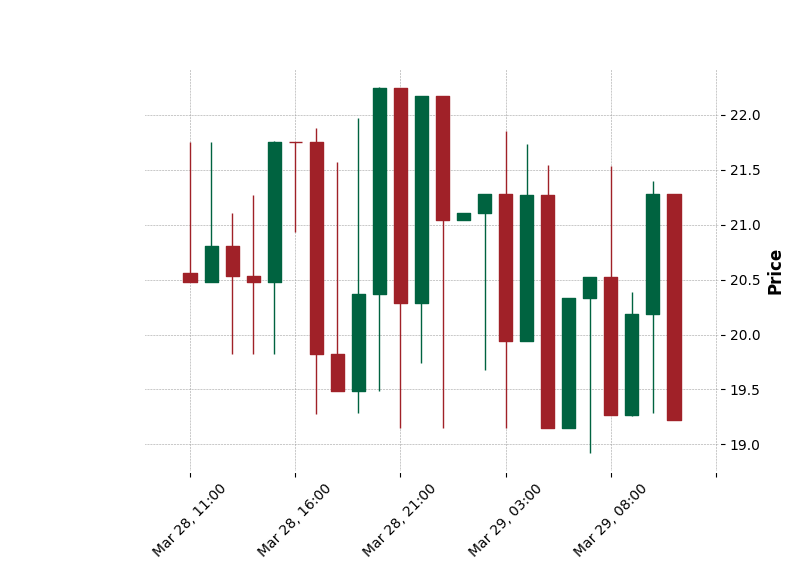 22.0
21.5
21.0
20.5
20.0
19.5
19.0
Price
Mar 28, 11:00
Mar 28, 16:00
Mar 28, 21:00
Mar 29, 03:00
Mar 29, 08:00